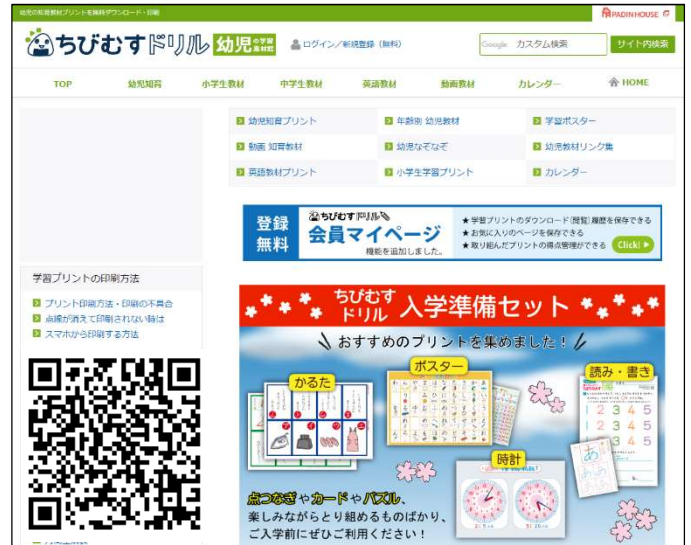 幼児の知育教材プリントを無料ダウンロード・印刷
PADIN HOUSE
ちびむすドリル 幼児の学習素材館
ログイン／新規登録（無料）
Google カスタム検索
サイト内検索
TOP 幼児知育 小学生教材 中学生教材 英語教材 動画教材 カレンダー HOME
幼児知育プリント 年齢別 幼児教材 学習ポスター
動画 知育教材 幼児なぞなぞ 幼児教材リンク集
英語教材プリント 小学生学習プリント カレンダー
登録無料
ちびむすドリル
会員マイページ
機能を追加しました。
★学習プリントのダウンロード（閲覧）履歴を保存できる
★お気に入りのページを保存できる
★取り組んだプリントの得点管理ができる
Click!
学習プリントの印刷方法
プリント印刷方法・印刷の不具合
点線が消えて印刷されない時は
スマホから印刷する方法
ちびむすドリル 入学準備セット
おすすめのプリントを集めました！
かるた
ポスター
読み・書き
時計
1 2 3 4 5
1 2 3 4 5
3 4 5
あ
点つなぎやカードやパズル、
楽しみながらとり組めるものばかり、
ご入学前にぜひご利用ください！